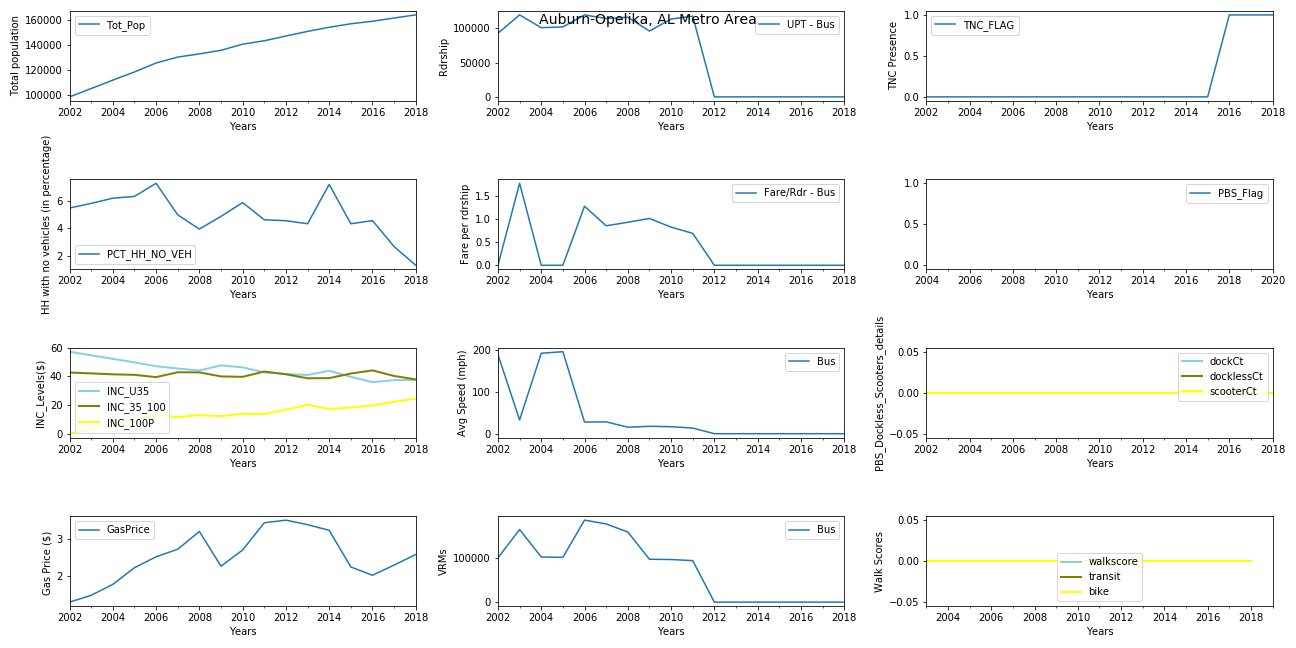 Auburn-Opelika, AL Metro Area
Total population
160000
140000
120000
100000
Tot_Pop
2002 2004 2006 2008 2010 2012 2014 2016 2018
Years
Rdrship
100000
50000
0
UPT - Bus
2002 2004 2006 2008 2010 2012 2014 2016 2018
Years
TNC Presence
1.0
0.5
0.0
TNC_FLAG
2002 2004 2006 2008 2010 2012 2014 2016 2018
Years
HH with no vehicles (in percentage)
6
4
2
PCT_HH_NO_VEH
2002 2004 2006 2008 2010 2012 2014 2016 2018
Years
Fare per rdrship
1.5
1.0
0.5
0.0
Fare/Rdr - Bus
2002 2004 2006 2008 2010 2012 2014 2016 2018
Years
1.0
0.5
0.0
PBS_Flag
2004 2006 2008 2010 2012 2014 2016 2018 2020
Years
INC_Levels($)
60
40
20
0
INC_U35
INC_35_100
INC_100P
2002 2004 2006 2008 2010 2012 2014 2016 2018
Years
Avg Speed (mph)
200
100
0
Bus
2002 2004 2006 2008 2010 2012 2014 2016 2018
Years
PBS_Dockless_Scooters_details
0.05
0.00
−0.05
dockCt
docklessCt
scooterCt
2004 2006 2008 2010 2012 2014 2016 2018
Years
Gas Price ($)
3
2
GasPrice
2002 2004 2006 2008 2010 2012 2014 2016 2018
Years
VRMs
100000
0
Bus
2002 2004 2006 2008 2010 2012 2014 2016 2018
Years
Walk Scores
0.05
0.00
−0.05
walkscore
transit
bike
2004 2006 2008 2010 2012 2014 2016 2018
Years